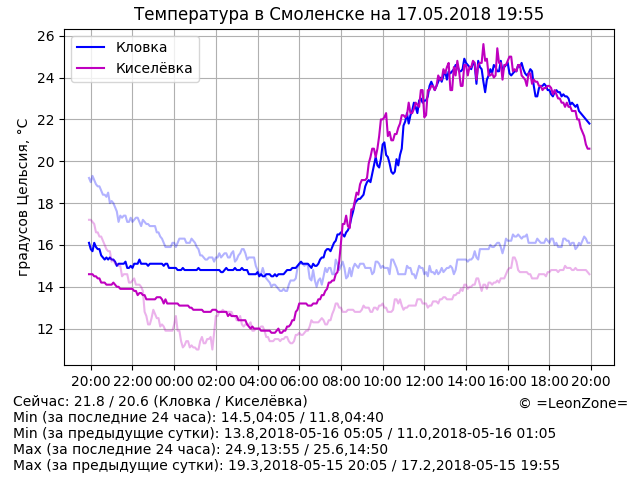 Температура в Смоленске на 17.05.2018 19:55
26
24
22
20
18
16
14
12
градусов Цельсия, °C
Кловка
Киселёвка
20:00 22:00 00:00 02:00 04:00 06:00 08:00 10:00 12:00 14:00 16:00 18:00 20:00
Сейчас: 21.8 / 20.6 (Кловка / Киселёвка)
© =LeonZone=
Min (за последние 24 часа): 14.5,04:05 / 11.8,04:40
Min (за предыдущие сутки): 13.8,2018-05-16 05:05 / 11.0,2018-05-16 01:05
Max (за последние 24 часа): 24.9,13:55 / 25.6,14:50
Max (за предыдущие сутки): 19.3,2018-05-15 20:05 / 17.2,2018-05-15 19:55